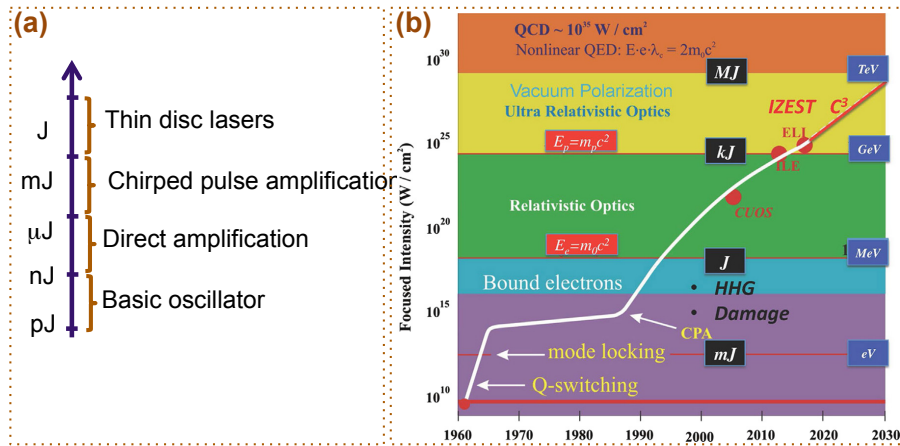 (a)
J
Thin disc lasers
mJ
Chirped pulse amplification
μJ
Direct amplification
nJ
Basic oscillator
pJ
(b)
QCD ~ 10³⁵ W / cm²
Nonlinear QED: E·e·λc = 2m₀c²
10³⁰
MJ
TeV
Vacuum Polarization
Ultra Relativistic Optics
IZEST C³
ELI
10²⁵
Eₚ=mₚc²
kJ
GeV
ILE
Relativistic Optics
CUOS
10²⁰
Eₑ=m₀c²
J
1
MeV
Bound electrons
• HHG
• Damage
10¹⁵
CPA
mode locking
mJ
eV
Q-switching
10¹⁰
Focused Intensity (W / cm²)
1960 1970 1980 1990 2000 2010 2020 2030